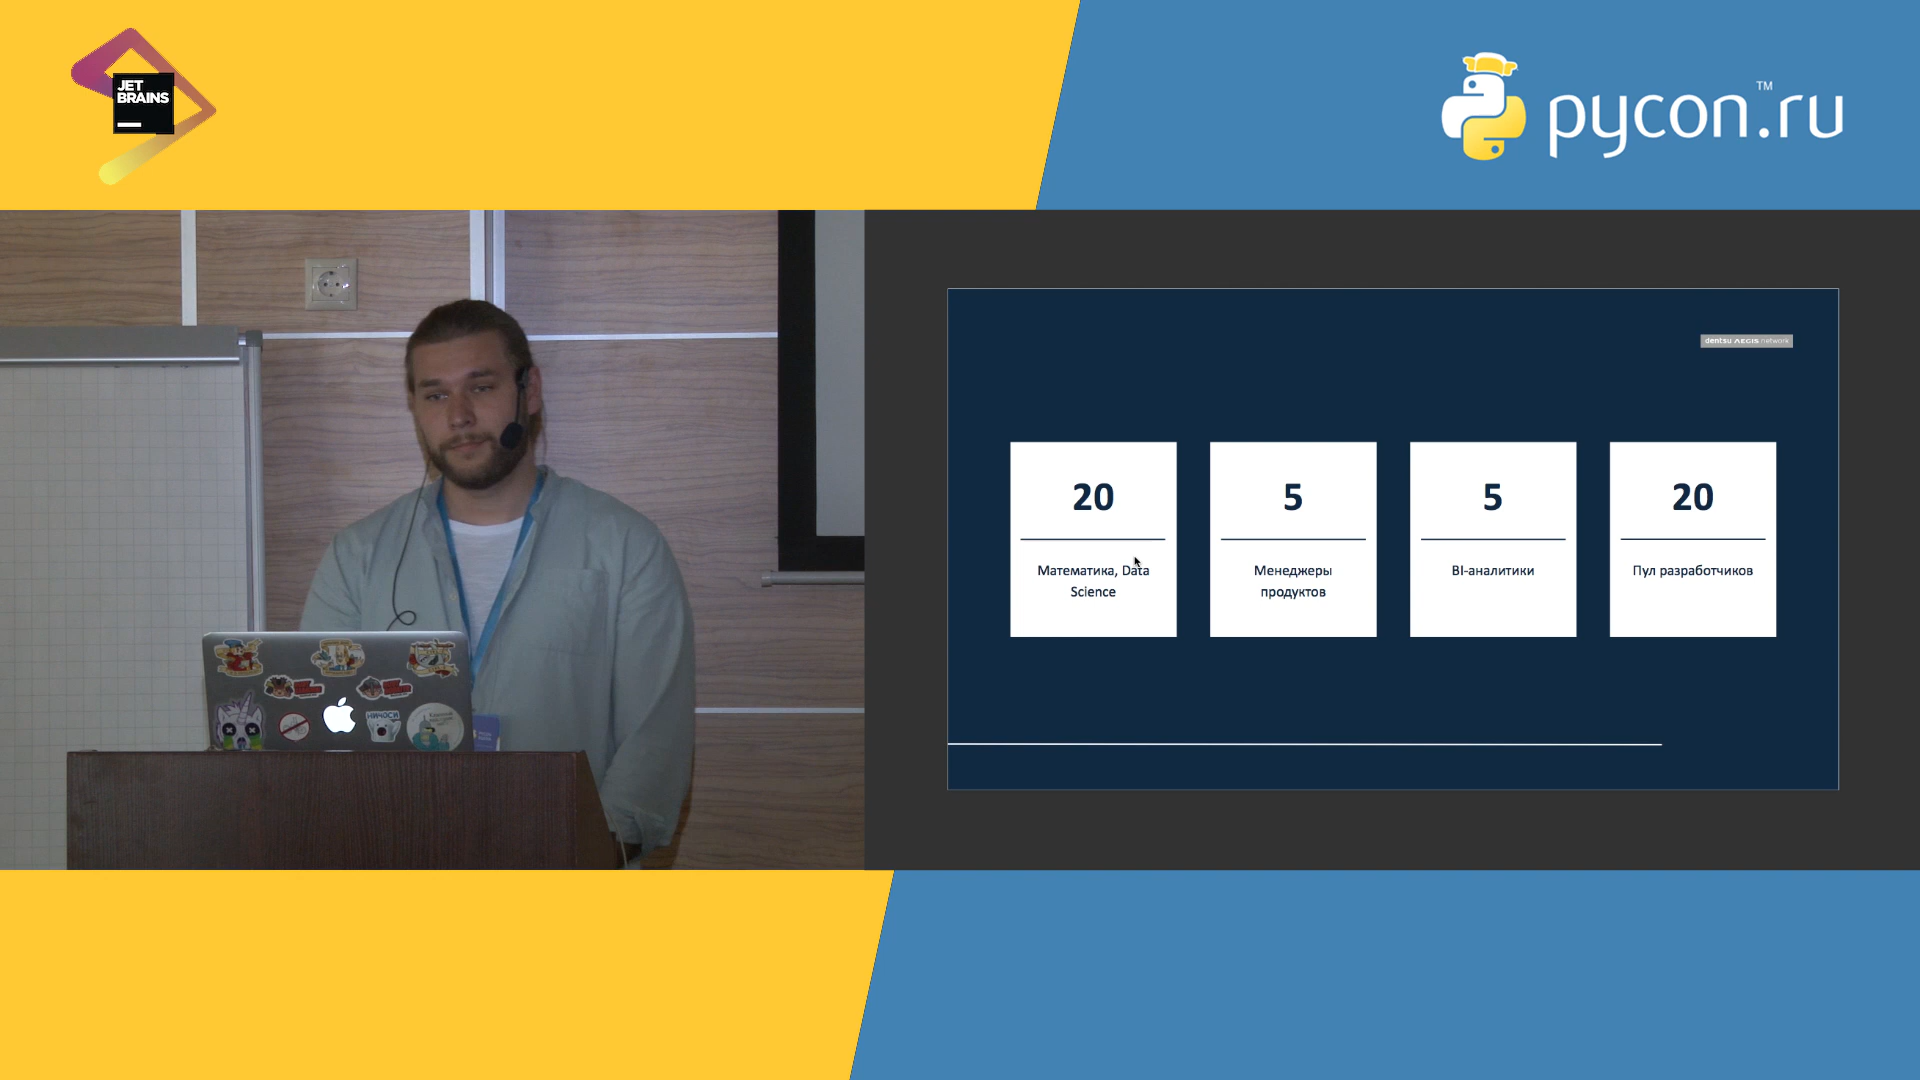 JET
BRAINS
pycon.ru
TM
dentsu AEGIS network
20
Математика, Data
Science
5
Менеджеры
продуктов
5
BI-аналитики
20
Пул разработчиков
НИЧОСИ